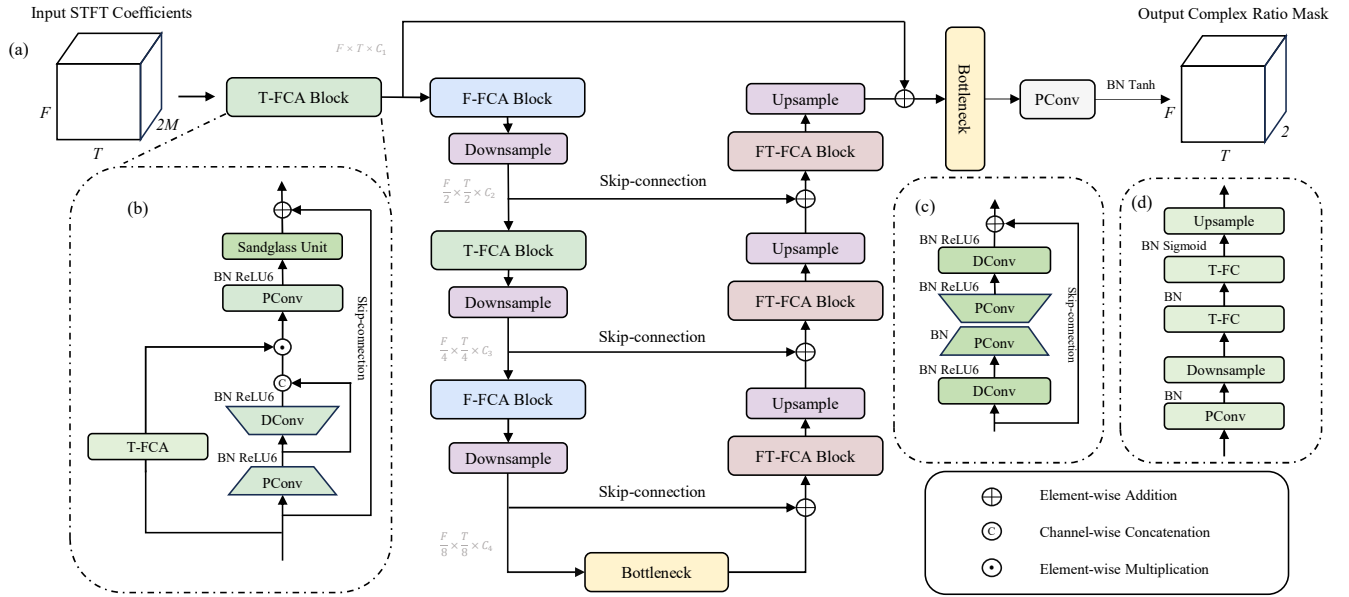 Input STFT Coefficients
Output Complex Ratio Mask
(a)
F
2M
T
F × T × C₁
T-FCA Block
F-FCA Block
Downsample
F/2 × T/2 × C₂
T-FCA Block
Downsample
F/4 × T/4 × C₃
F-FCA Block
Downsample
F/8 × T/8 × C₄
Bottleneck
Skip-connection
Skip-connection
Skip-connection
Upsample
FT-FCA Block
Upsample
FT-FCA Block
Upsample
FT-FCA Block
Bottleneck
PConv
BN Tanh
F
2
T
(b)
Sandglass Unit
BN ReLU6
PConv
Skip-connection
C
BN ReLU6
DConv
T-FCA
BN ReLU6
PConv
(c)
BN ReLU6
DConv
BN ReLU6
PConv
BN
PConv
BN ReLU6
DConv
Skip-connection
(d)
Upsample
BN Sigmoid
T-FC
BN
T-FC
Downsample
BN
PConv
Element-wise Addition
C
Channel-wise Concatenation
Element-wise Multiplication